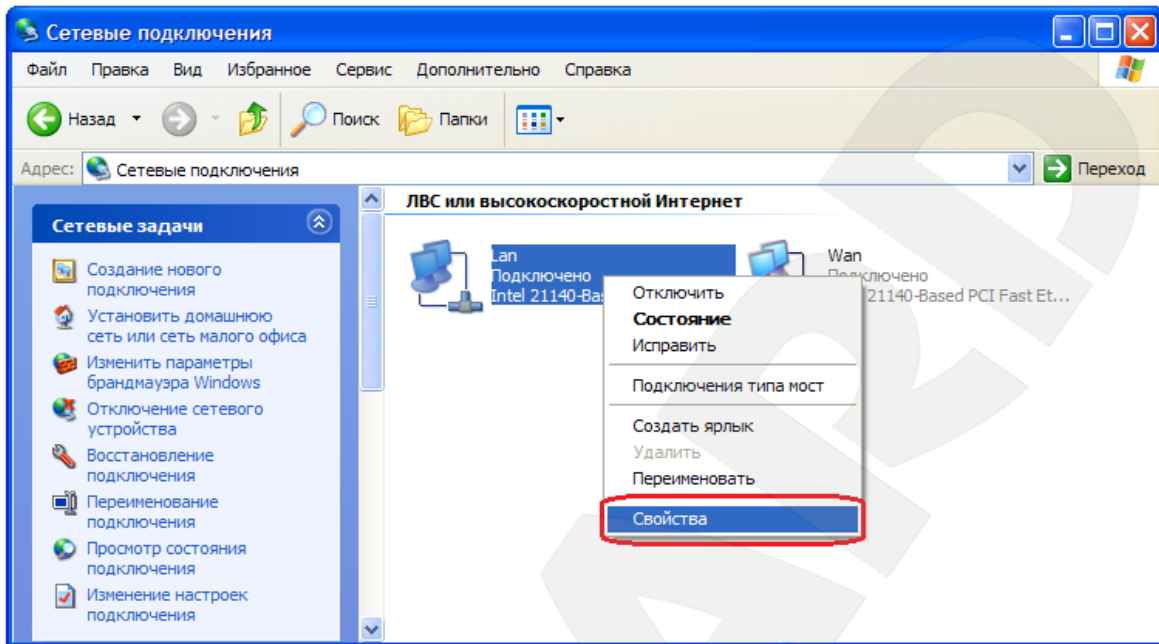 Сетевые подключения
Файл Правка Вид Избранное Сервис Дополнительно Справка
Назад Поиск Папки
Адрес: Сетевые подключения Переход
Сетевые задачи
Создание нового
подключения
Установить домашнюю
сеть или сеть малого офиса
Изменить параметры
брандмауэра Windows
Отключение сетевого
устройства
Восстановление
подключения
Переименование
подключения
Просмотр состояния
подключения
Изменение настроек
подключения
ЛВС или высокоскоростной Интернет
Lan
Подключено
Intel 21140-Bas
Wan
Подключено
21140-Based PCI Fast Et...
Отключить
Состояние
Исправить
Подключения типа мост
Создать ярлык
Удалить
Переименовать
Свойства